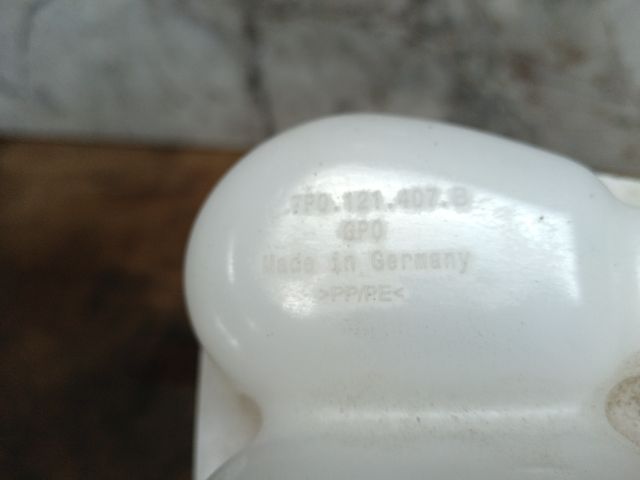 7P0.121.407.B
GPO
Made in Germany
>PP/PE<